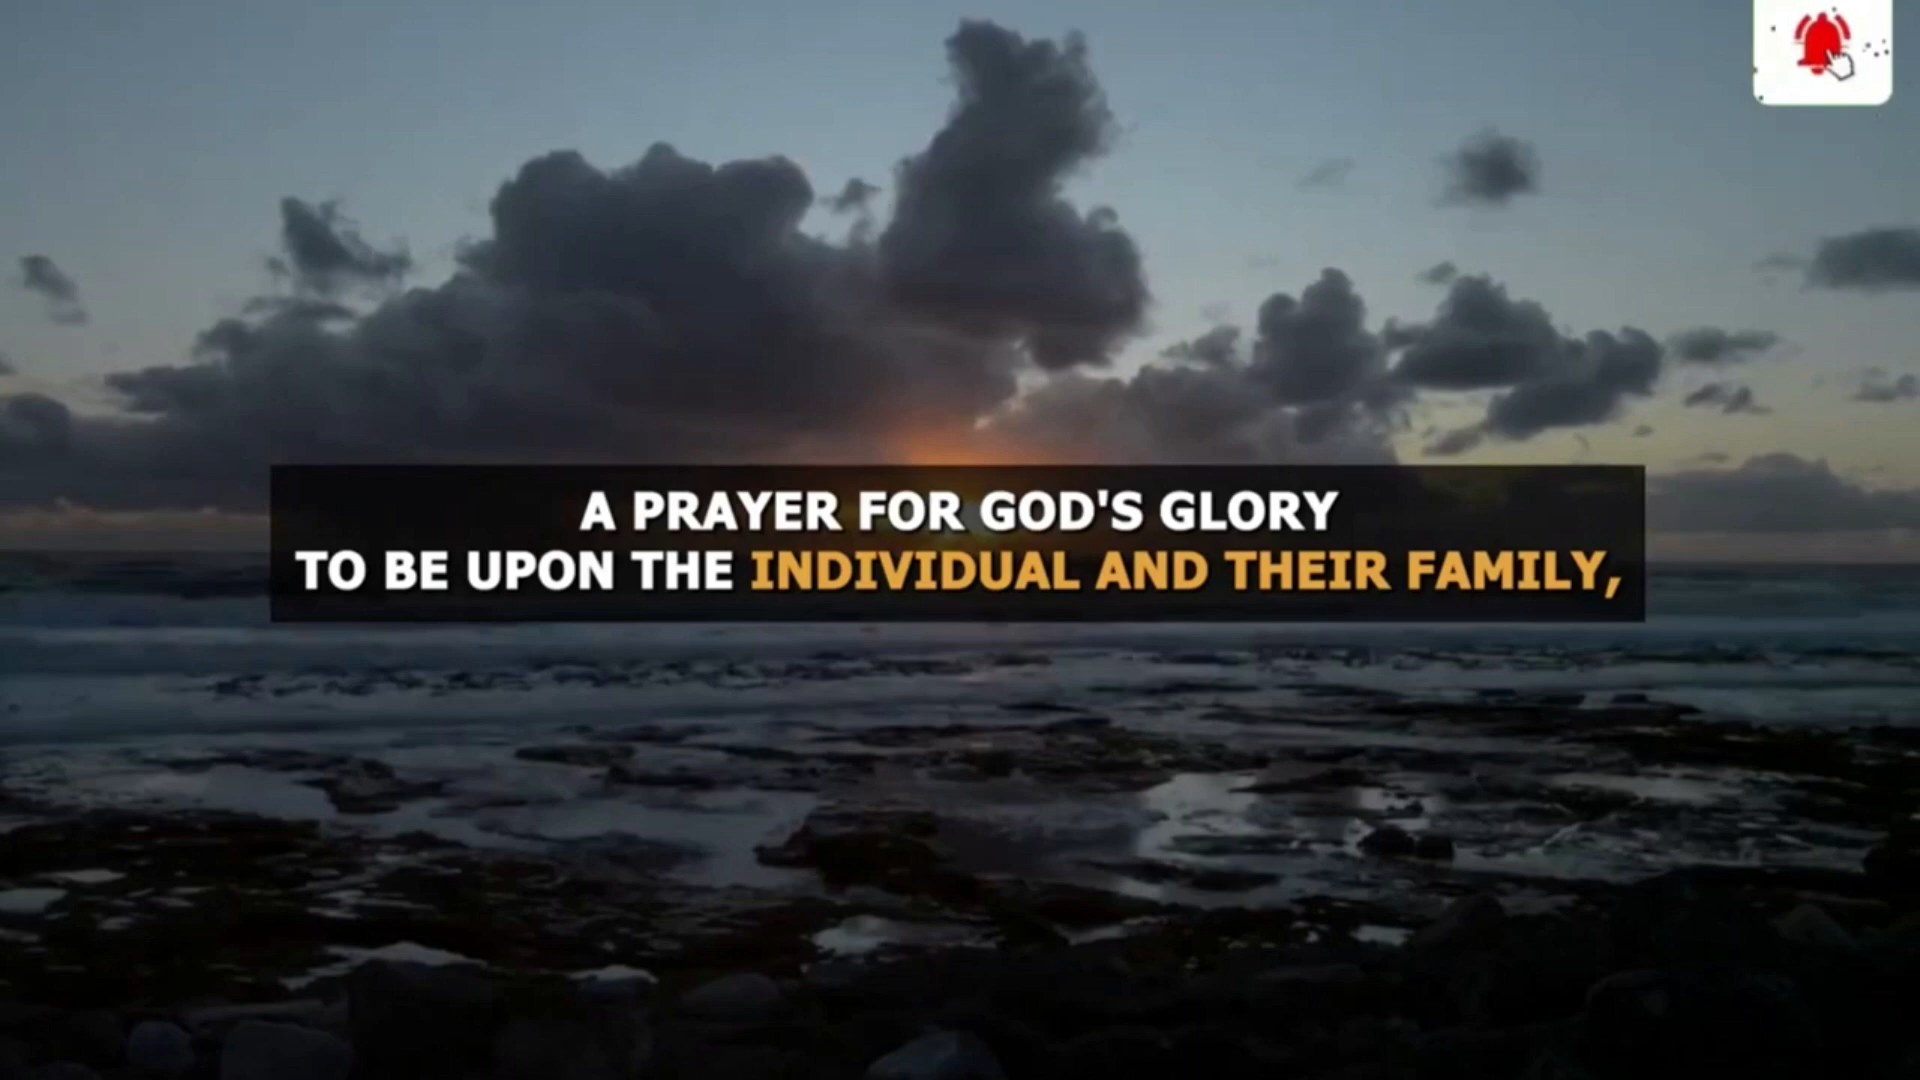 A PRAYER FOR GOD'S GLORY
TO BE UPON THE INDIVIDUAL AND THEIR FAMILY,